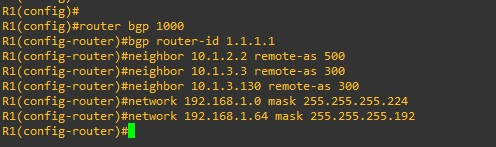 R1(config)#
R1(config)#router bgp 1000
R1(config-router)#bgp router-id 1.1.1.1
R1(config-router)#neighbor 10.1.2.2 remote-as 500
R1(config-router)#neighbor 10.1.3.3 remote-as 300
R1(config-router)#neighbor 10.1.3.130 remote-as 300
R1(config-router)#network 192.168.1.0 mask 255.255.255.224
R1(config-router)#network 192.168.1.64 mask 255.255.255.192
R1(config-router)#